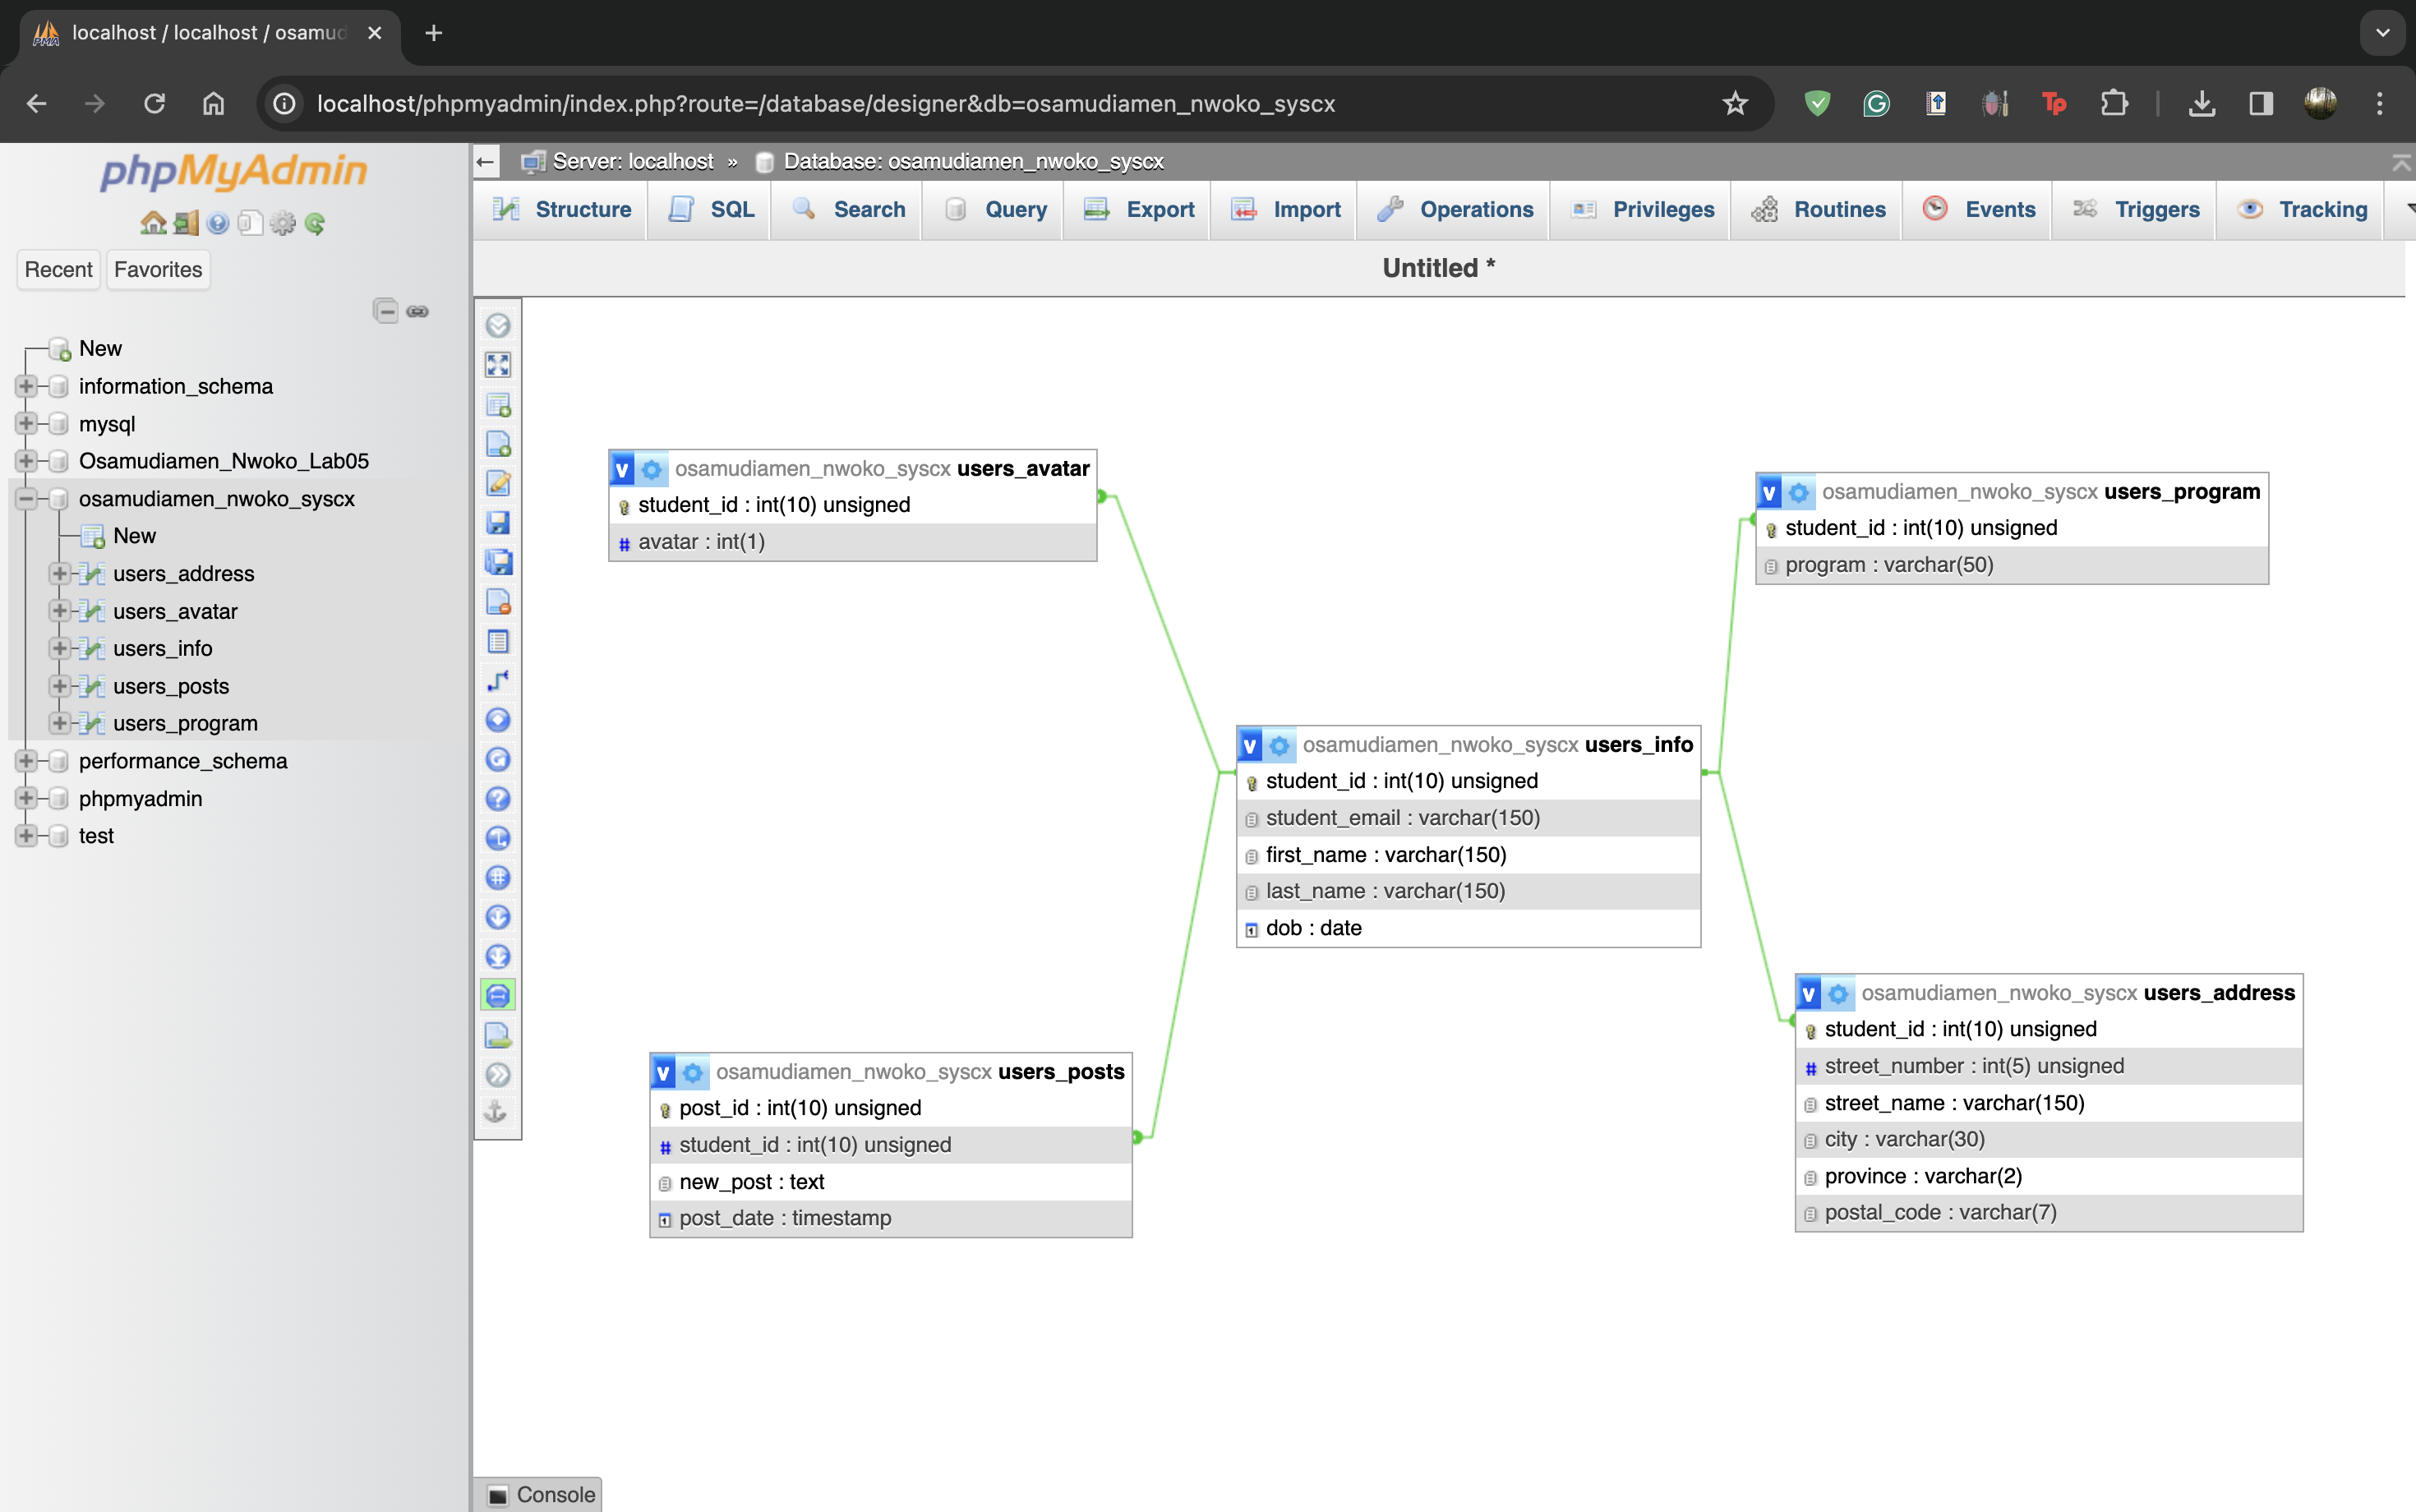 localhost / localhost / osamud
localhost/phpmyadmin/index.php?route=/database/designer&db=osamudiamen_nwoko_syscx
phpMyAdmin
Recent
Favorites
New
information_schema
mysql
Osamudiamen_Nwoko_Lab05
osamudiamen_nwoko_syscx
New
users_address
users_avatar
users_info
users_posts
users_program
performance_schema
phpmyadmin
test
Server: localhost » Database: osamudiamen_nwoko_syscx
Structure SQL Search Query Export Import Operations Privileges Routines Events Triggers Tracking
Untitled *
osamudiamen_nwoko_syscx users_avatar
student_id : int(10) unsigned
# avatar : int(1)
osamudiamen_nwoko_syscx users_program
student_id : int(10) unsigned
program : varchar(50)
osamudiamen_nwoko_syscx users_info
student_id : int(10) unsigned
student_email : varchar(150)
first_name : varchar(150)
last_name : varchar(150)
dob : date
osamudiamen_nwoko_syscx users_address
student_id : int(10) unsigned
# street_number : int(5) unsigned
street_name : varchar(150)
city : varchar(30)
province : varchar(2)
postal_code : varchar(7)
osamudiamen_nwoko_syscx users_posts
post_id : int(10) unsigned
# student_id : int(10) unsigned
new_post : text
post_date : timestamp
Console